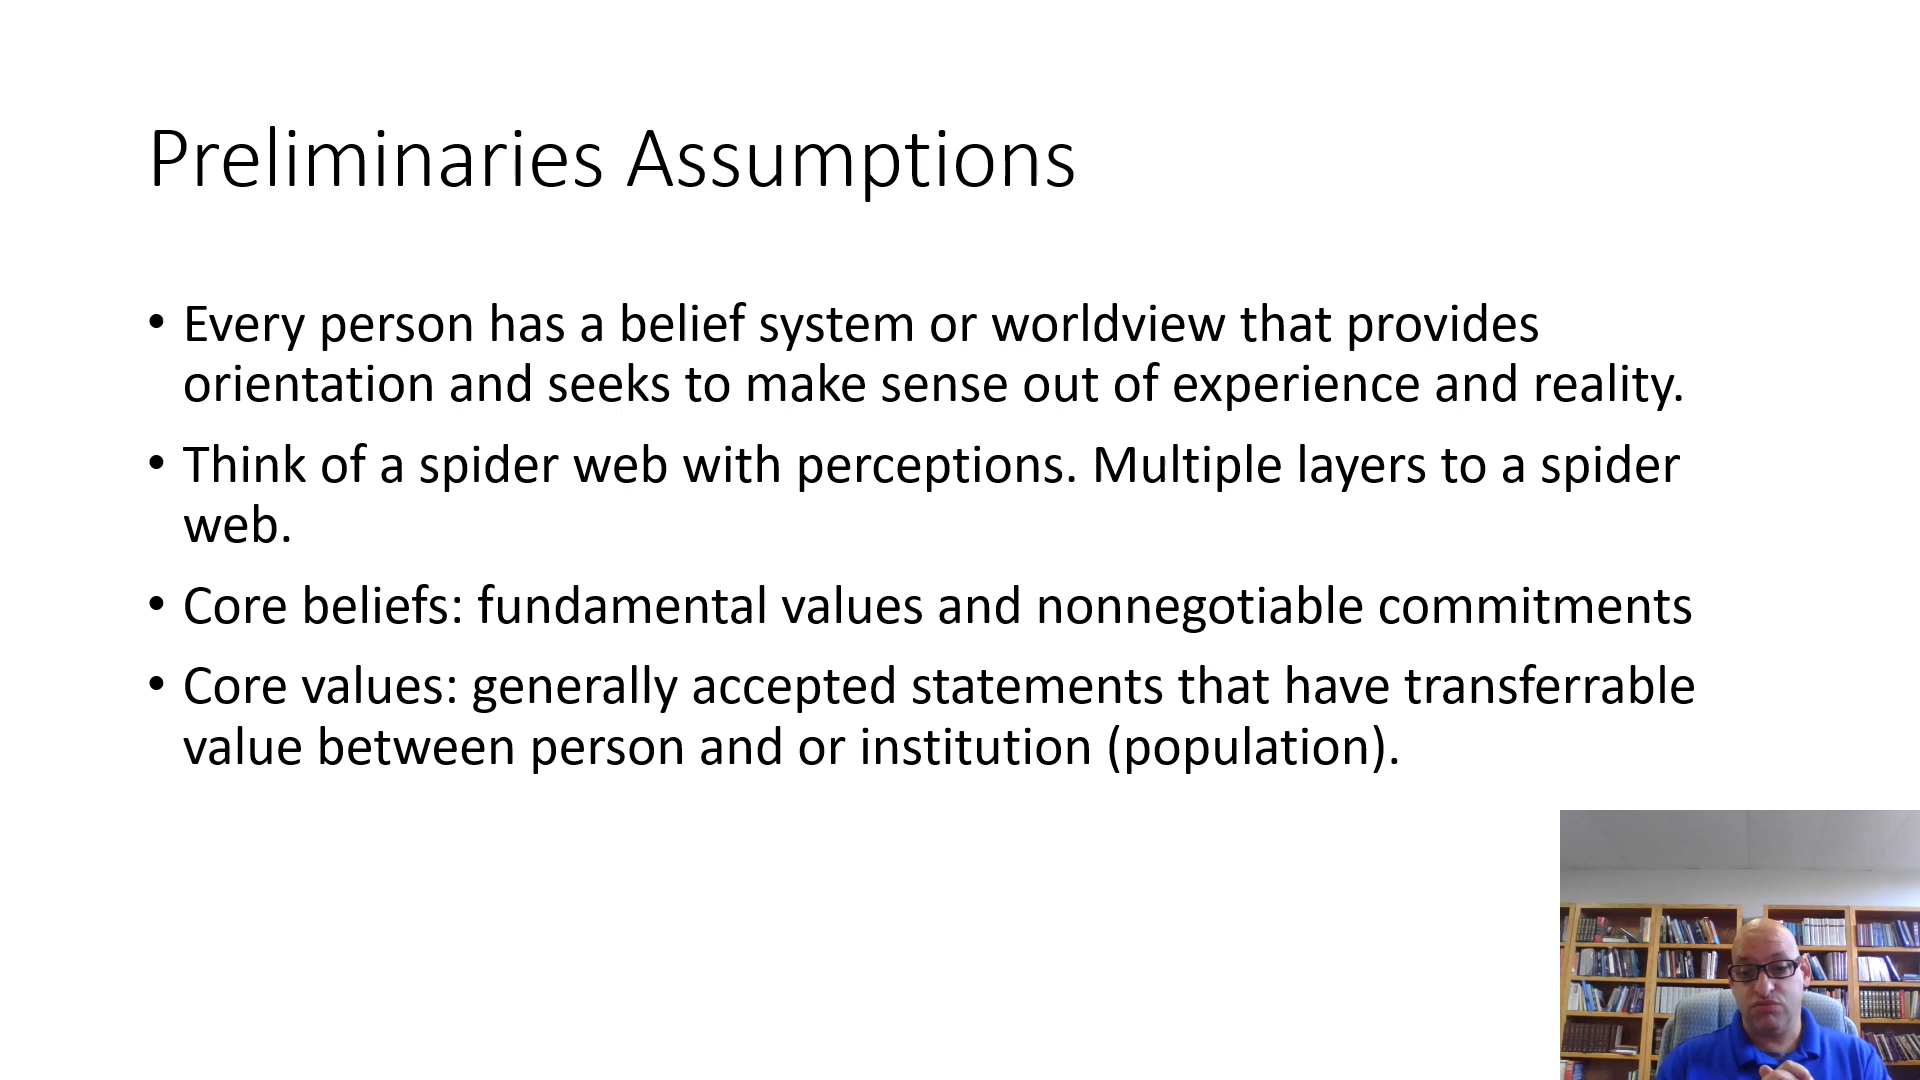 Preliminaries Assumptions
• Every person has a belief system or worldview that provides
orientation and seeks to make sense out of experience and reality.
• Think of a spider web with perceptions. Multiple layers to a spider
web.
• Core beliefs: fundamental values and nonnegotiable commitments
• Core values: generally accepted statements that have transferrable
value between person and or institution (population).